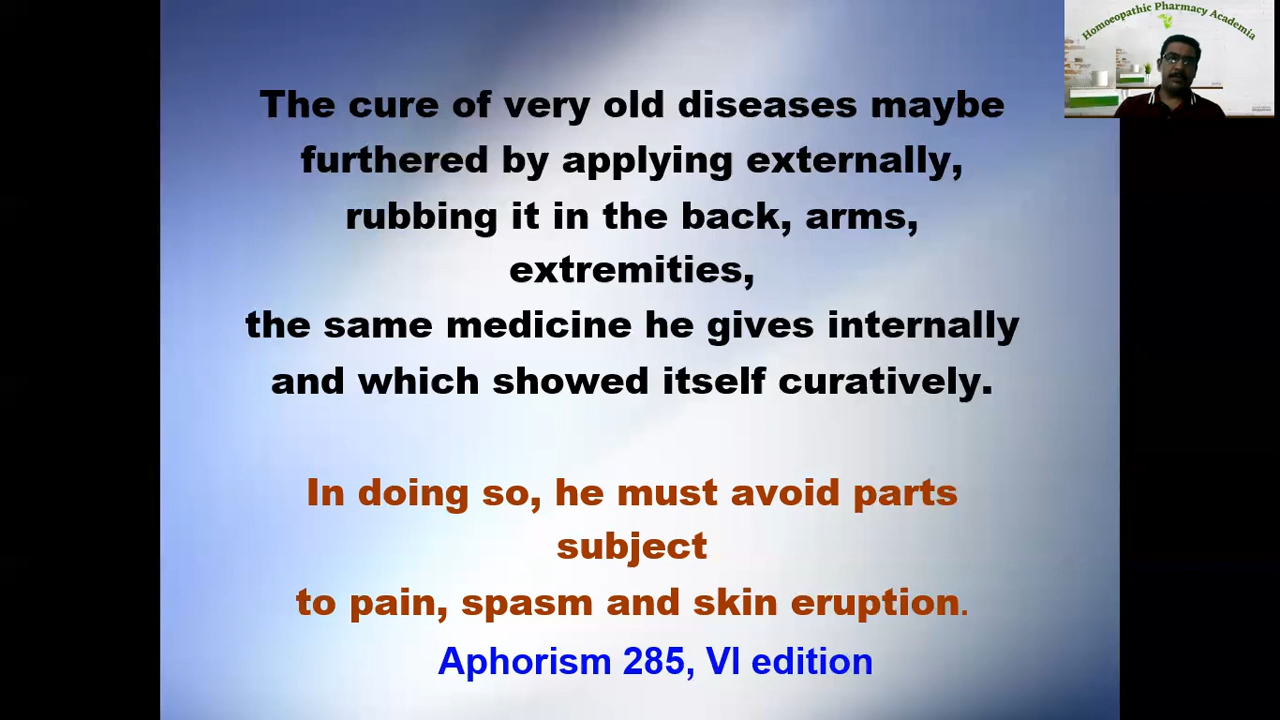 Homoeopathic Pharmacy Academia
The cure of very old diseases maybe
furthered by applying externally,
rubbing it in the back, arms,
extremities,
the same medicine he gives internally
and which showed itself curatively.
In doing so, he must avoid parts
subject
to pain, spasm and skin eruption.
Aphorism 285, VI edition